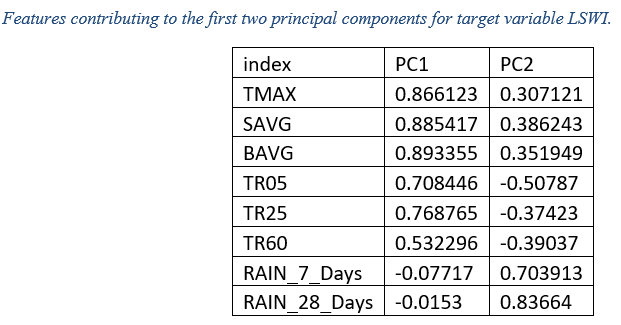 Features contributing to the first two principal components for target variable LSWI.
index PC1 PC2
TMAX 0.866123 0.307121
SAVG 0.885417 0.386243
BAVG 0.893355 0.351949
TR05 0.708446 -0.50787
TR25 0.768765 -0.37423
TR60 0.532296 -0.39037
RAIN_7_Days -0.07717 0.703913
RAIN_28_Days -0.0153 0.83664